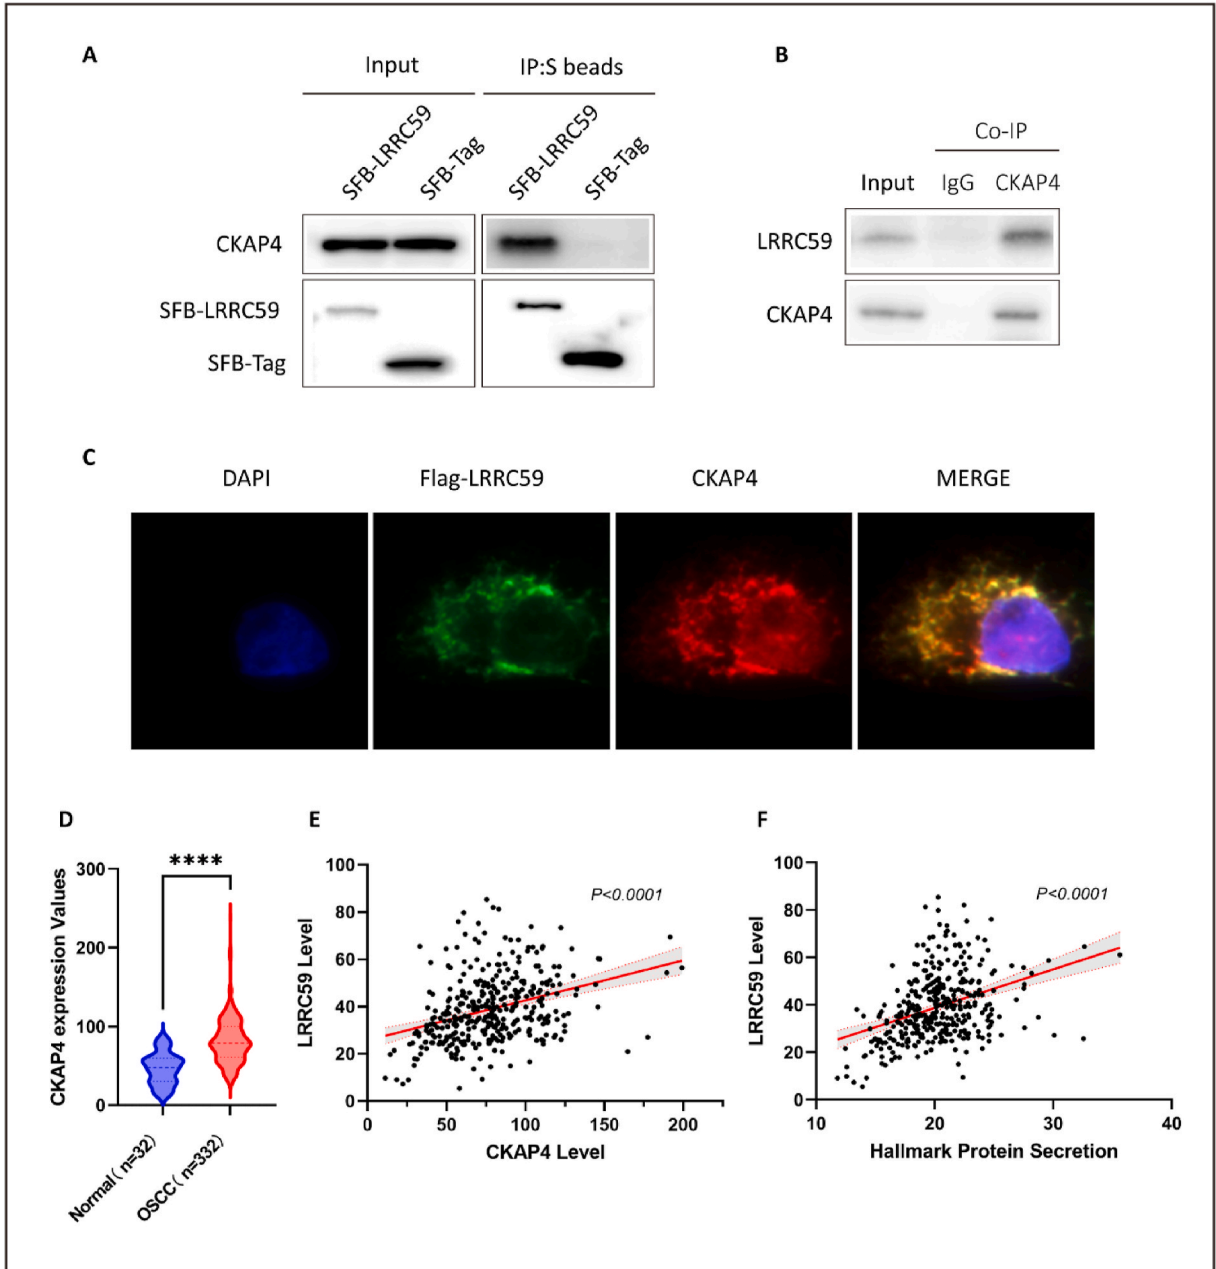 A
Input
IP:S beads
SFB-LRRC59
SFB-Tag
SFB-LRRC59
SFB-Tag
CKAP4
SFB-LRRC59
SFB-Tag
B
Co-IP
Input IgG CKAP4
LRRC59
CKAP4
C
DAPI
Flag-LRRC59
CKAP4
MERGE
D
CKAP4 expression Values
300
200
100
0
****
Normal( n=32)
OSCC( n=332)
E
LRRC59 Level
100
80
60
40
20
0
P<0.0001
0 50 100 150 200
CKAP4 Level
F
LRRC59 Level
100
80
60
40
20
0
P<0.0001
10 20 30 40
Hallmark Protein Secretion